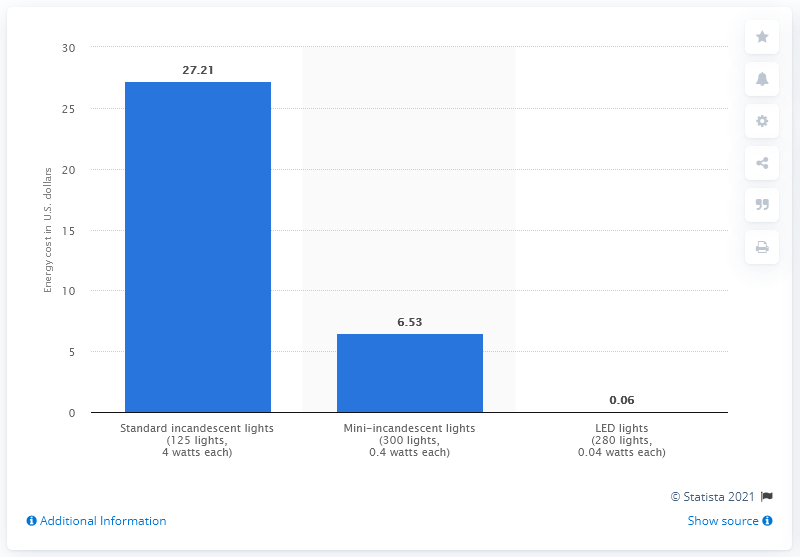 30
27.21
25
20
15
10
6.53
5
0.06
0
Energy cost in U.S. dollars
Standard incandescent lights
(125 lights,
4 watts each)
Mini-incandescent lights
(300 lights,
0.4 watts each)
LED lights
(280 lights,
0.04 watts each)
© Statista 2021
Additional Information
Show source